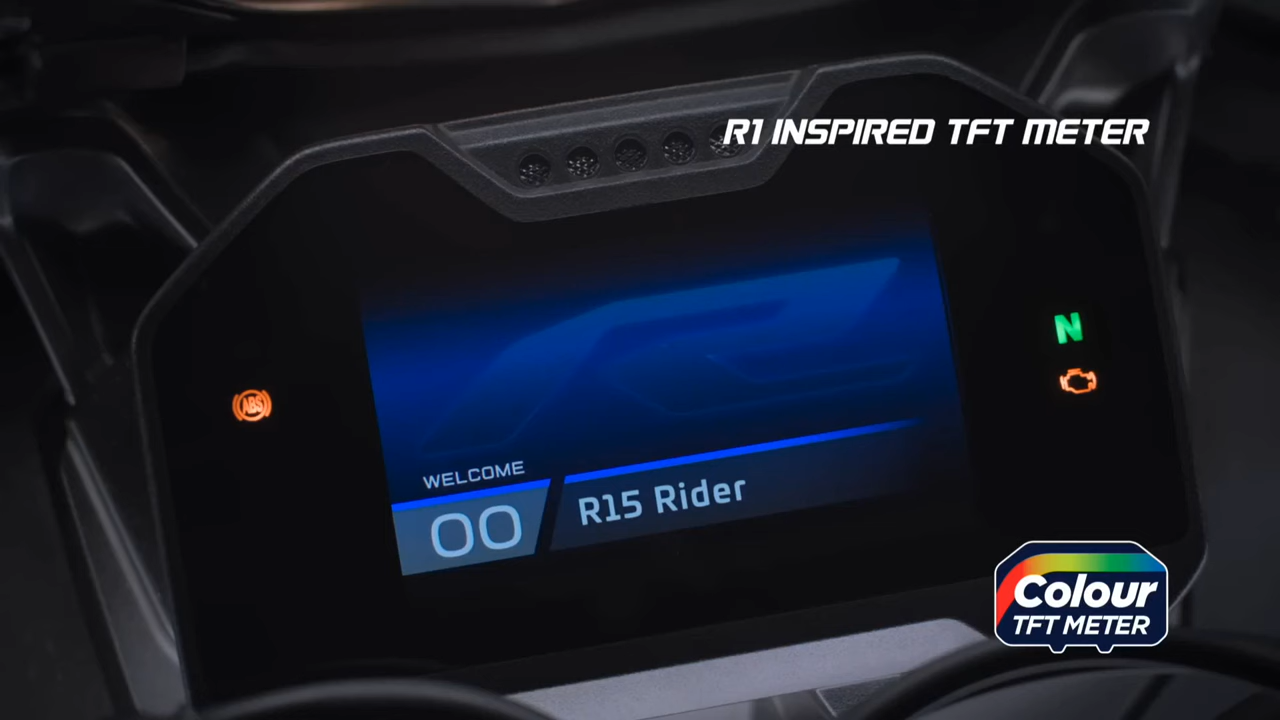 R1 INSPIRED TFT METER
N
ABS
WELCOME
00
R15 Rider
Colour
TFT METER